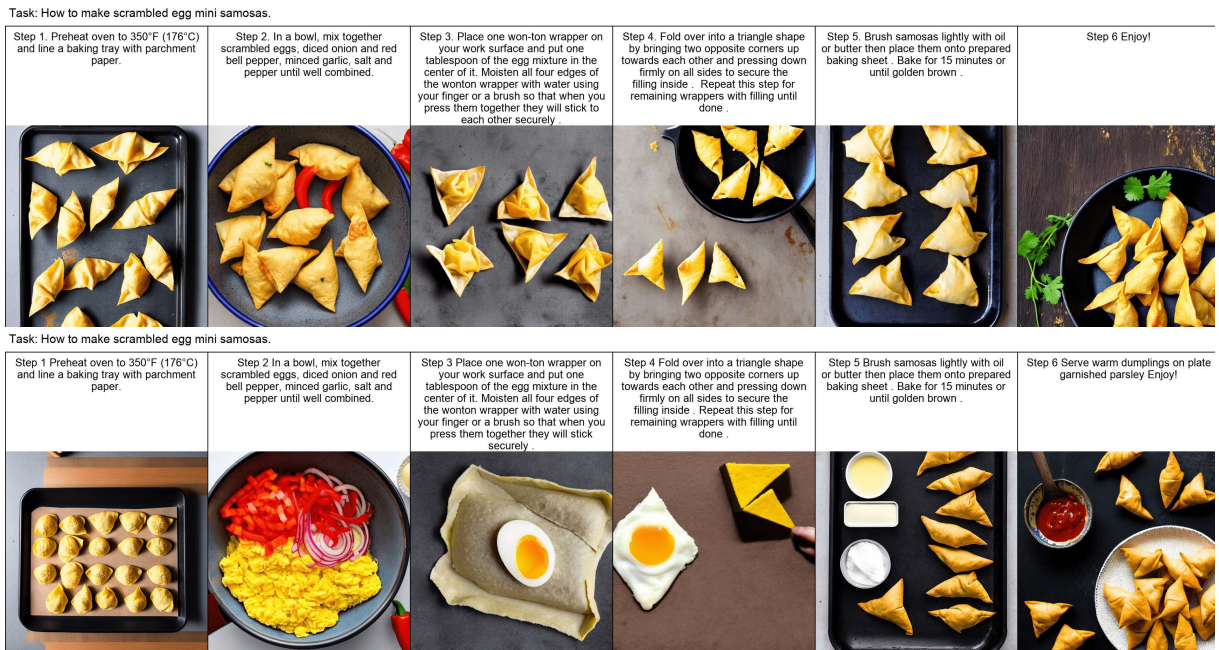 Task: How to make scrambled egg mini samosas.
Step 1. Preheat oven to 350°F (176°C)
and line a baking tray with parchment
paper.
Step 2. In a bowl, mix together
scrambled eggs, diced onion and red
bell pepper, minced garlic, salt and
pepper until well combined.
Step 3. Place one won-ton wrapper on
your work surface and put one
tablespoon of the egg mixture in the
center of it. Moisten all four edges of
the wonton wrapper with water using
your finger or a brush so that when you
press them together they will stick to
each other securely .
Step 4. Fold over into a triangle shape
by bringing two opposite corners up
towards each other and pressing down
firmly on all sides to secure the
filling inside . Repeat this step for
remaining wrappers with filling until
done .
Step 5. Brush samosas lightly with oil
or butter then place them onto prepared
baking sheet . Bake for 15 minutes or
until golden brown .
Step 6 Enjoy!
Task: How to make scrambled egg mini samosas.
Step 1 Preheat oven to 350°F (176°C)
and line a baking tray with parchment
paper.
Step 2 In a bowl, mix together
scrambled eggs, diced onion and red
bell pepper, minced garlic, salt and
pepper until well combined.
Step 3 Place one won-ton wrapper on
your work surface and put one
tablespoon of the egg mixture in the
center of it. Moisten all four edges of
the wonton wrapper with water using
your finger or a brush so that when you
press them together they will stick
securely .
Step 4 Fold over into a triangle shape
by bringing two opposite corners up
towards each other and pressing down
firmly on all sides to secure the
filling inside . Repeat this step for
remaining wrappers with filling until
done .
Step 5 Brush samosas lightly with oil
or butter then place them onto prepared
baking sheet . Bake for 15 minutes or
until golden brown .
Step 6 Serve warm dumplings on plate
garnished parsley Enjoy!